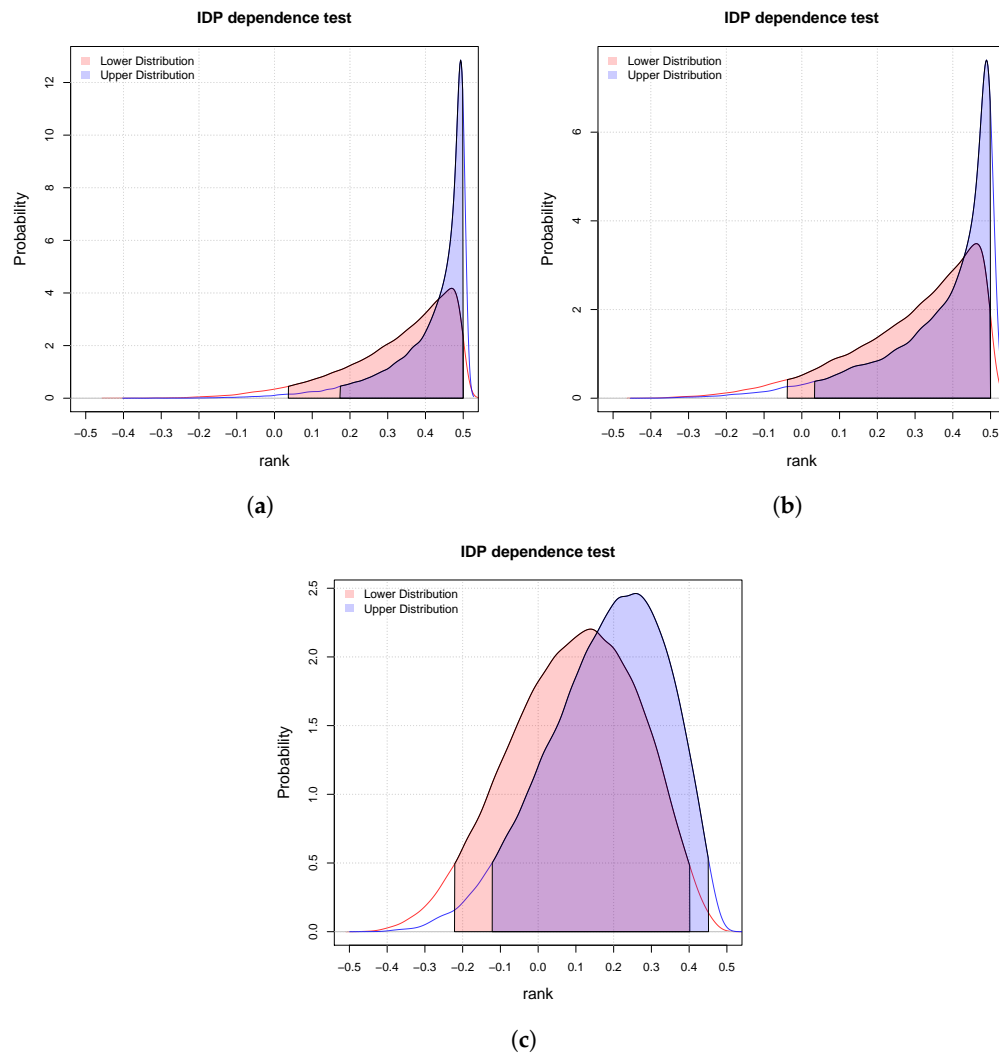 IDP dependence test
Lower Distribution
Upper Distribution
Probability
12
10
8
6
4
2
0
−0.5 −0.4 −0.3 −0.2 −0.1 0.0 0.1 0.2 0.3 0.4 0.5
rank
(a)
IDP dependence test
Lower Distribution
Upper Distribution
Probability
6
4
2
0
−0.5 −0.4 −0.3 −0.2 −0.1 0.0 0.1 0.2 0.3 0.4 0.5
rank
(b)
IDP dependence test
Lower Distribution
Upper Distribution
Probability
2.5
2.0
1.5
1.0
0.5
0.0
−0.5 −0.4 −0.3 −0.2 −0.1 0.0 0.1 0.2 0.3 0.4 0.5
rank
(c)